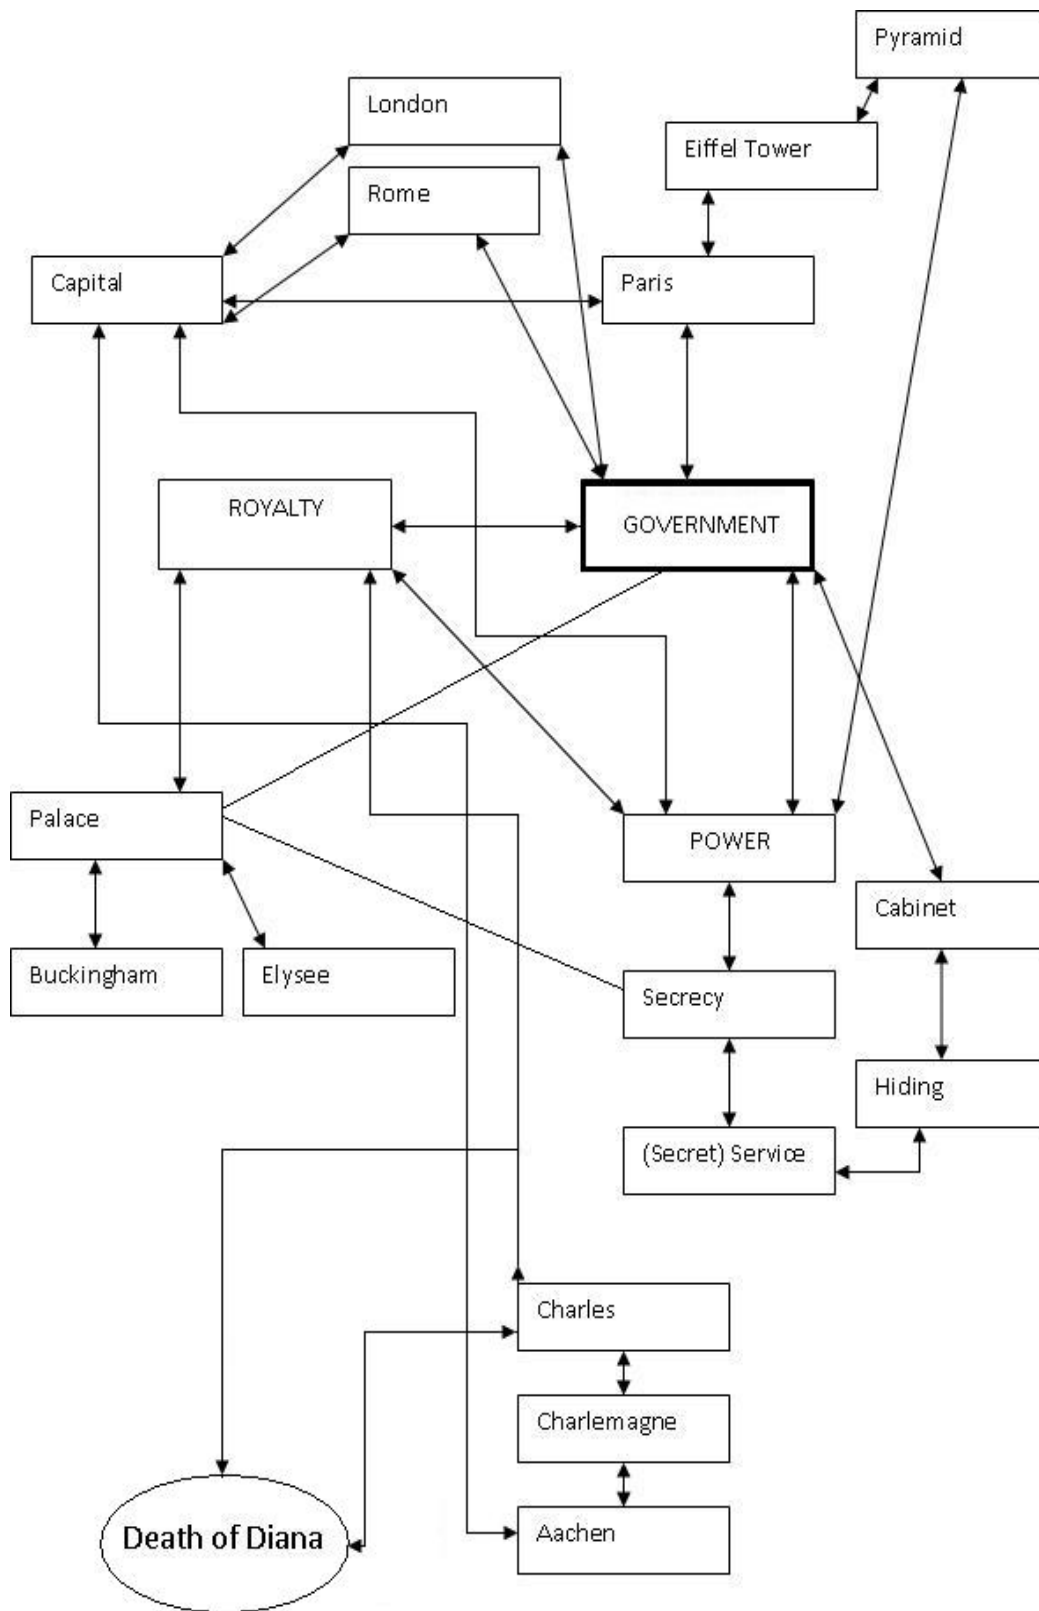 Pyramid
London
Eiffel Tower
Rome
Capital
Paris
ROYALTY
GOVERNMENT
Palace
POWER
Cabinet
Buckingham
Elysee
Secrecy
Hiding
(Secret) Service
Charles
Charlemagne
Death of Diana
Aachen